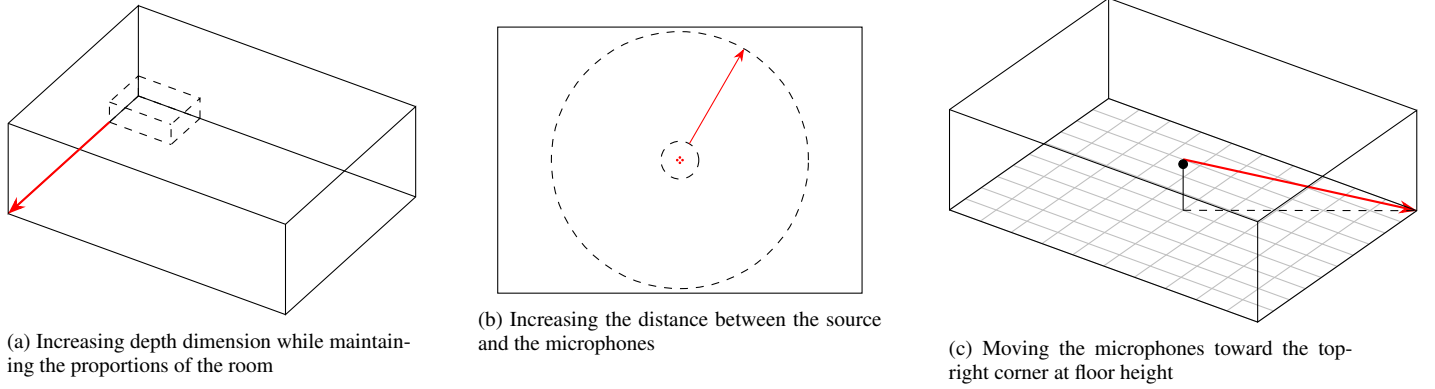 (a) Increasing depth dimension while maintain-
ing the proportions of the room
(b) Increasing the distance between the source
and the microphones
(c) Moving the microphones toward the top-
right corner at floor height